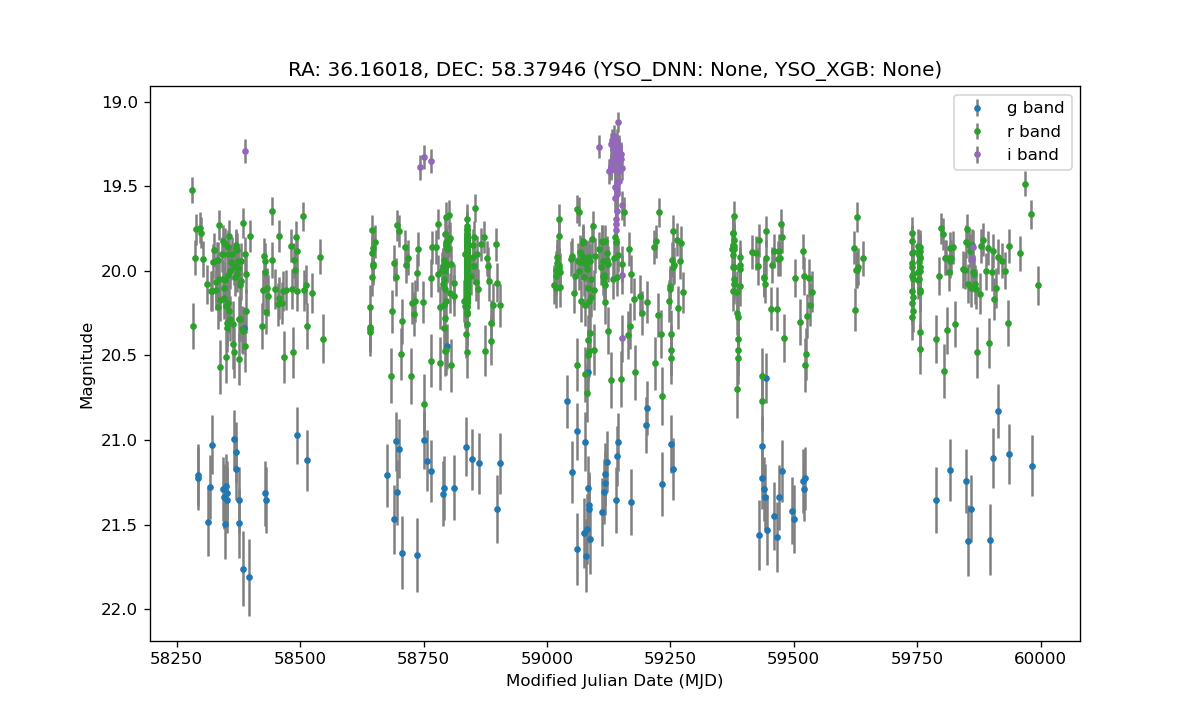 RA: 36.16018, DEC: 58.37946 (YSO_DNN: None, YSO_XGB: None)
g band
r band
i band
19.0
19.5
20.0
20.5
21.0
21.5
22.0
Magnitude
58250 58500 58750 59000 59250 59500 59750 60000
Modified Julian Date (MJD)